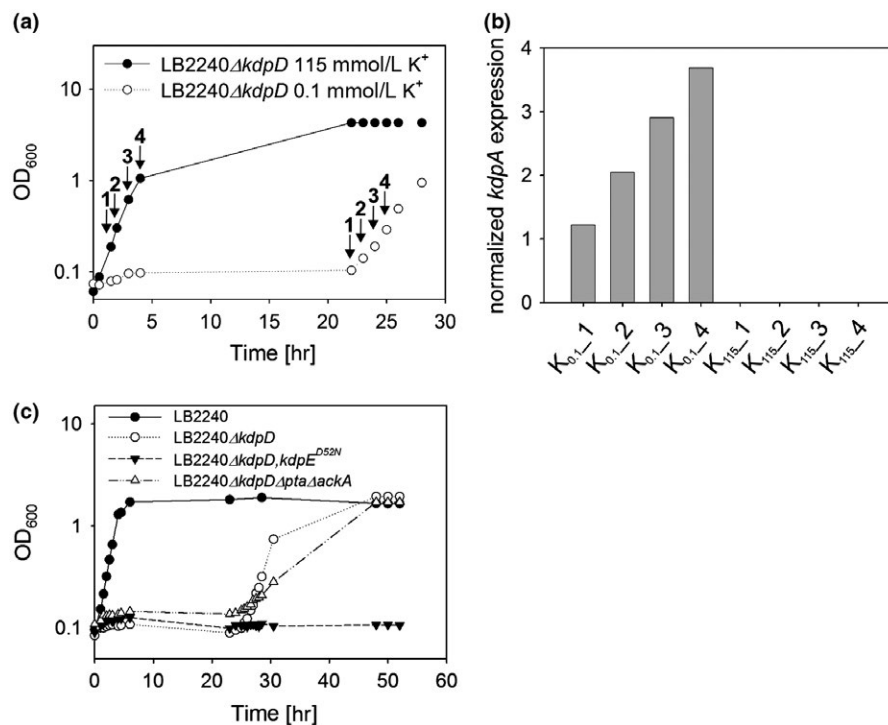 (a)
LB2240ΔkdpD 115 mmol/L K⁺
LB2240ΔkdpD 0.1 mmol/L K⁺
OD₆₀₀
10
1
0.1
1
2
3
4
1
2
3
4
0 5 10 15 20 25 30
Time [hr]
(b)
normalized kdpA expression
4
3
2
1
0
K₀.₁_1
K₀.₁_2
K₀.₁_3
K₀.₁_4
K₁₁₅_1
K₁₁₅_2
K₁₁₅_3
K₁₁₅_4
(c)
LB2240
LB2240ΔkdpD
LB2240ΔkdpD,kdpE^D52N
LB2240ΔkdpDΔptaΔackA
OD₆₀₀
10
1
0.1
0 10 20 30 40 50 60
Time [hr]